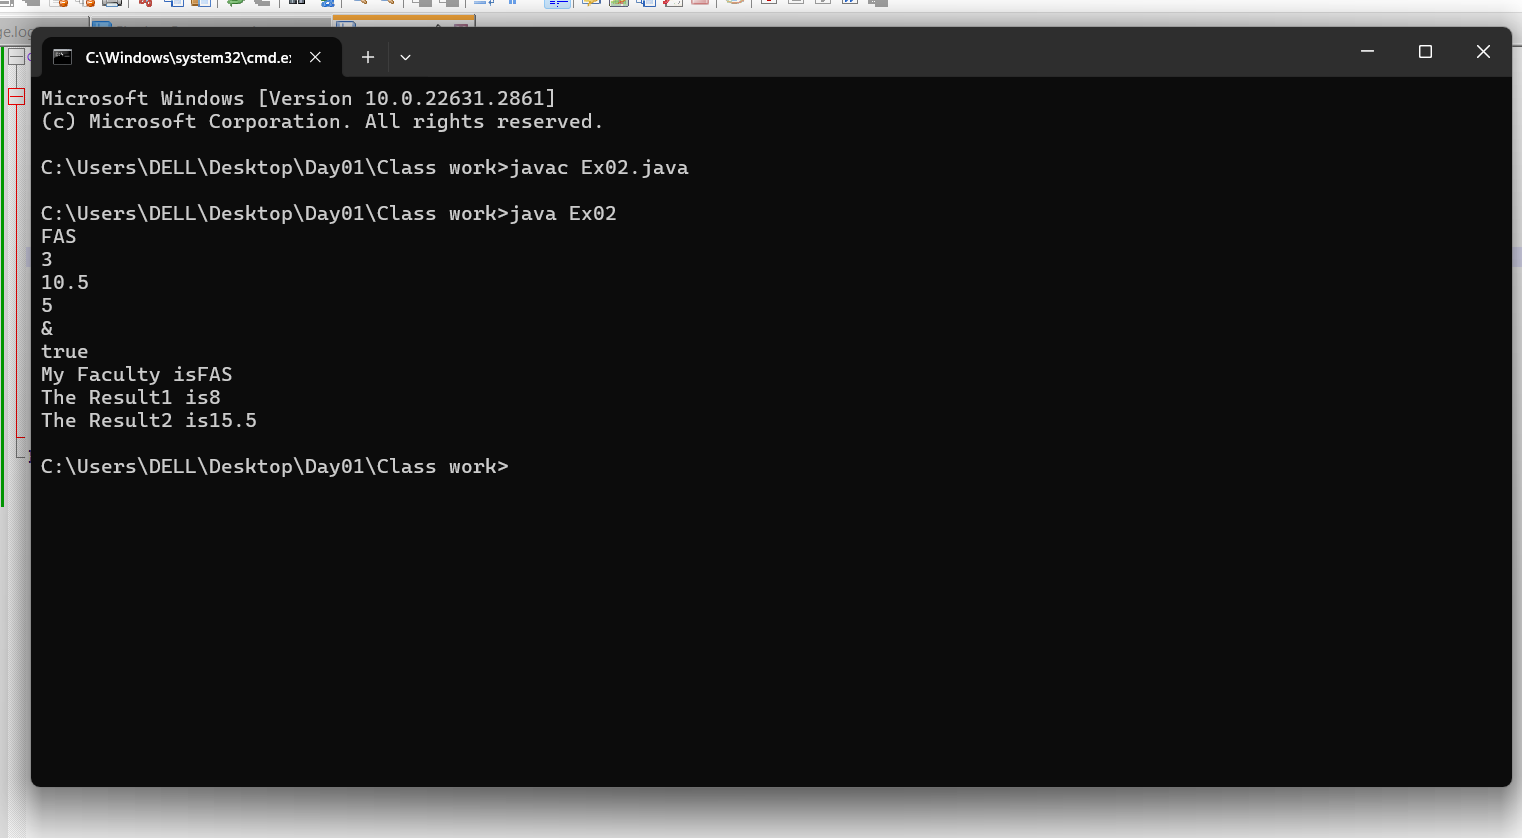 ge.log
C:\Windows\system32\cmd.e
Microsoft Windows [Version 10.0.22631.2861]
(c) Microsoft Corporation. All rights reserved.
C:\Users\DELL\Desktop\Day01\Class work>javac Ex02.java
C:\Users\DELL\Desktop\Day01\Class work>java Ex02
FAS
3
10.5
5
&
true
My Faculty isFAS
The Result1 is8
The Result2 is15.5
C:\Users\DELL\Desktop\Day01\Class work>